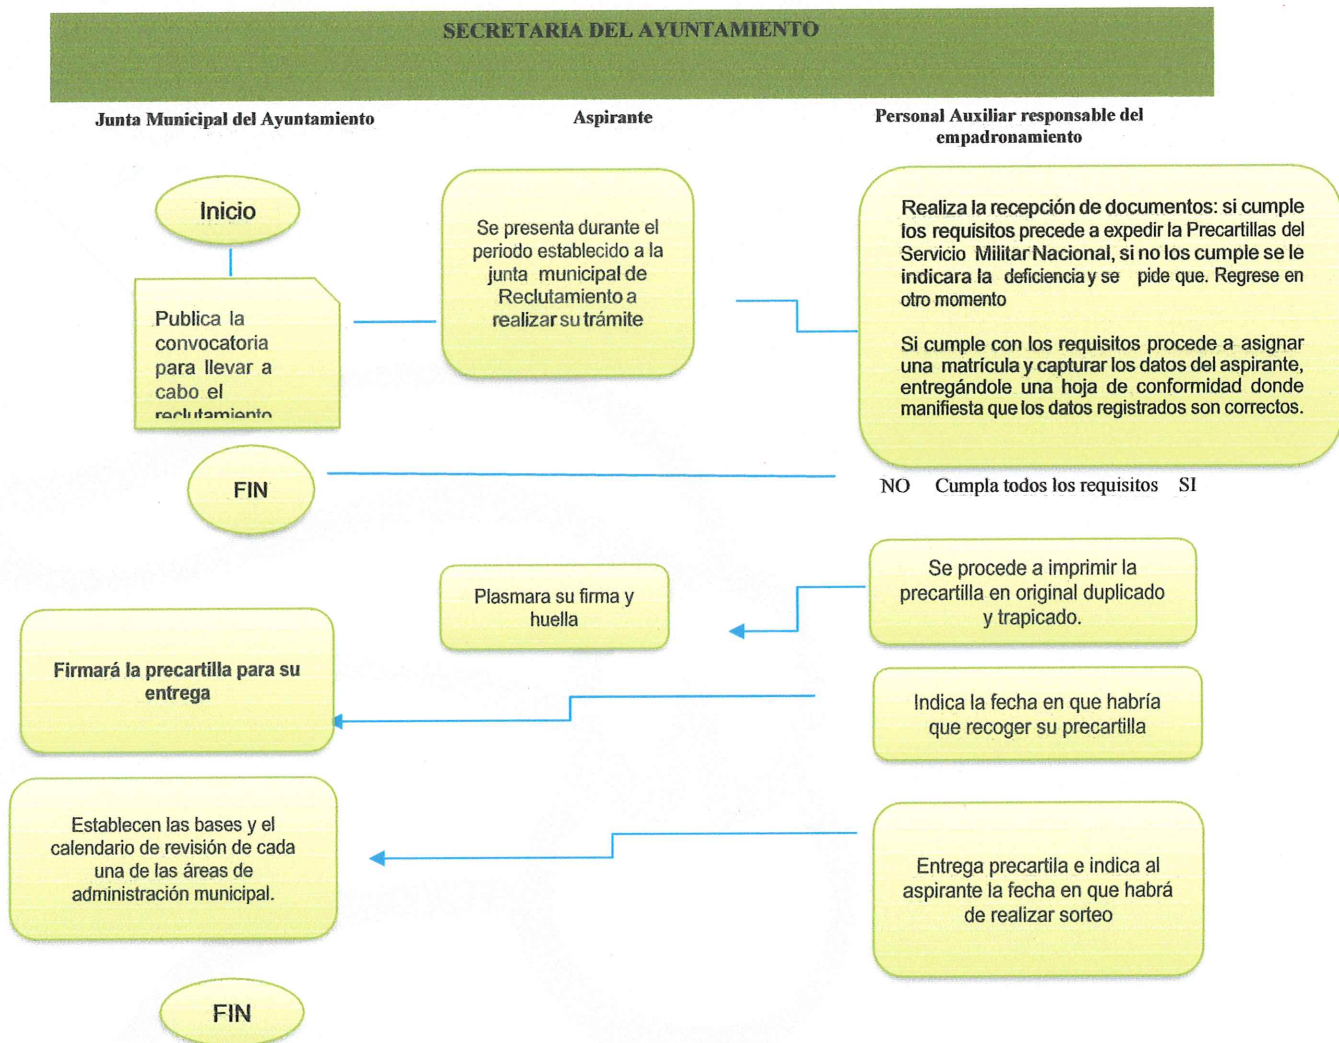 SECRETARIA DEL AYUNTAMIENTO
Junta Municipal del Ayuntamiento
Aspirante
Personal Auxiliar responsable del
empadronamiento
Inicio
Publica la
convocatoria
para llevar a
cabo el
reclutamiento
Se presenta durante el
periodo establecido a la
junta municipal de
Reclutamiento a
realizar su trámite
Realiza la recepción de documentos: si cumple
los requisitos precede a expedir la Precartillas del
Servicio Militar Nacional, si no los cumple se le
indicara la deficiencia y se pide que. Regrese en
otro momento
Si cumple con los requisitos procede a asignar
una matrícula y capturar los datos del aspirante,
entregándole una hoja de conformidad donde
manifiesta que los datos registrados son correctos.
FIN
NO Cumpla todos los requisitos SI
Se procede a imprimir la
precartilla en original duplicado
y trapicado.
Plasmara su firma y
huella
Firmará la precartilla para su
entrega
Indica la fecha en que habría
que recoger su precartilla
Establecen las bases y el
calendario de revisión de cada
una de las áreas de
administración municipal.
Entrega precartila e indica al
aspirante la fecha en que habrá
de realizar sorteo
FIN